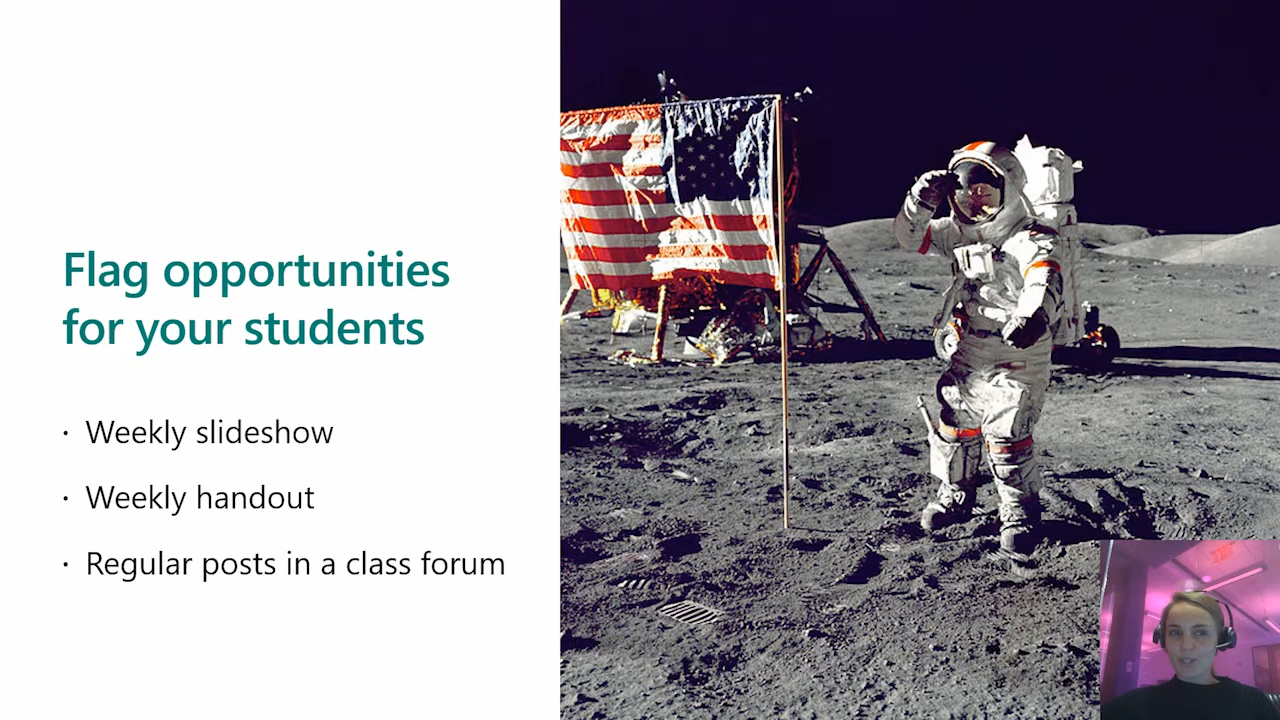 Flag opportunities
for your students
· Weekly slideshow
· Weekly handout
· Regular posts in a class forum